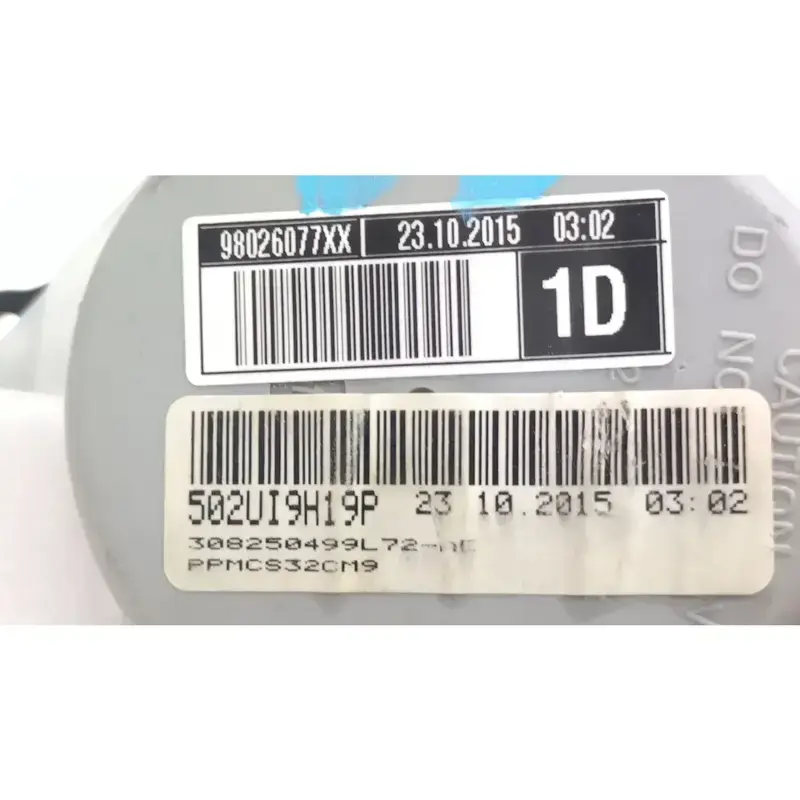 98026077XX 23.10.2015 03:02
1D
502UI9H19P 23 10.2015 03:02
PPMCS32CM9
CAUTION
DO